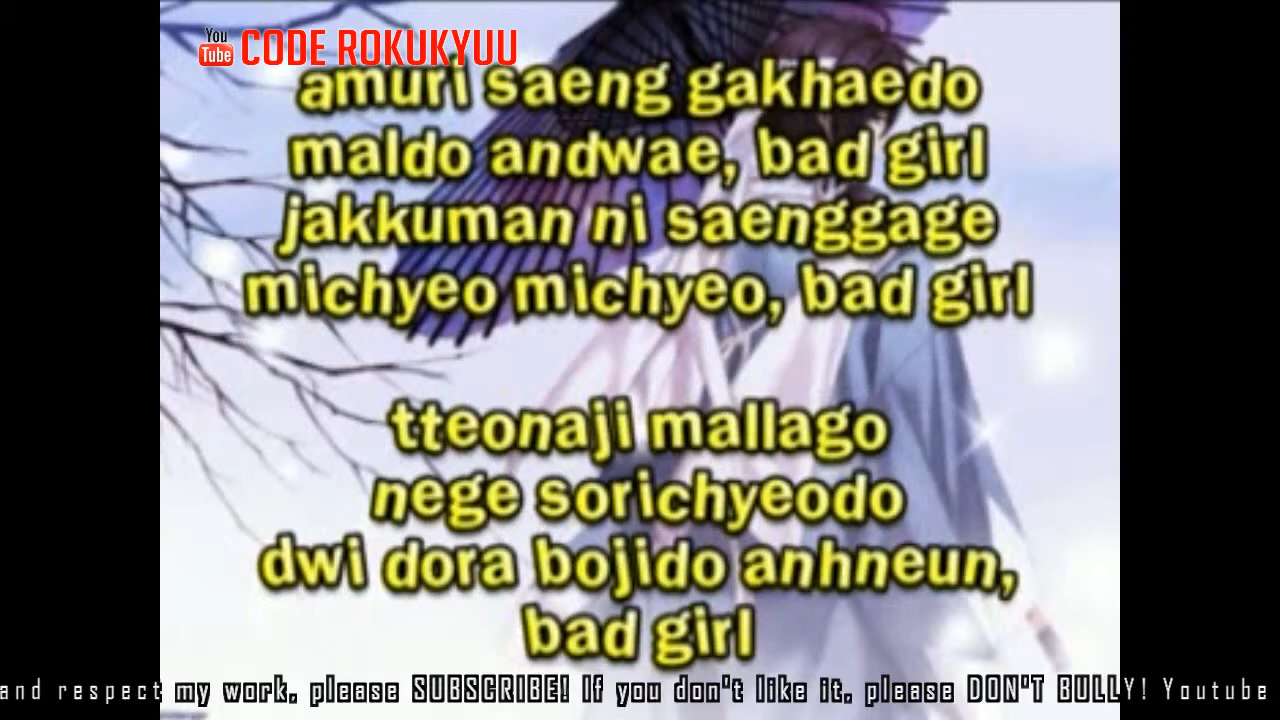 You Tube CODE ROKUKYUU
amuri saeng gakhaedo
maldo andwae, bad girl
jakkuman ni saenggage
michyeo michyeo, bad girl
tteonaji mallago
nege sorichyeodo
dwi dora bojido anhneun,
bad girl
and respect my work, please SUBSCRIBE! If you don't like it, please DON'T BULLY! Youtube